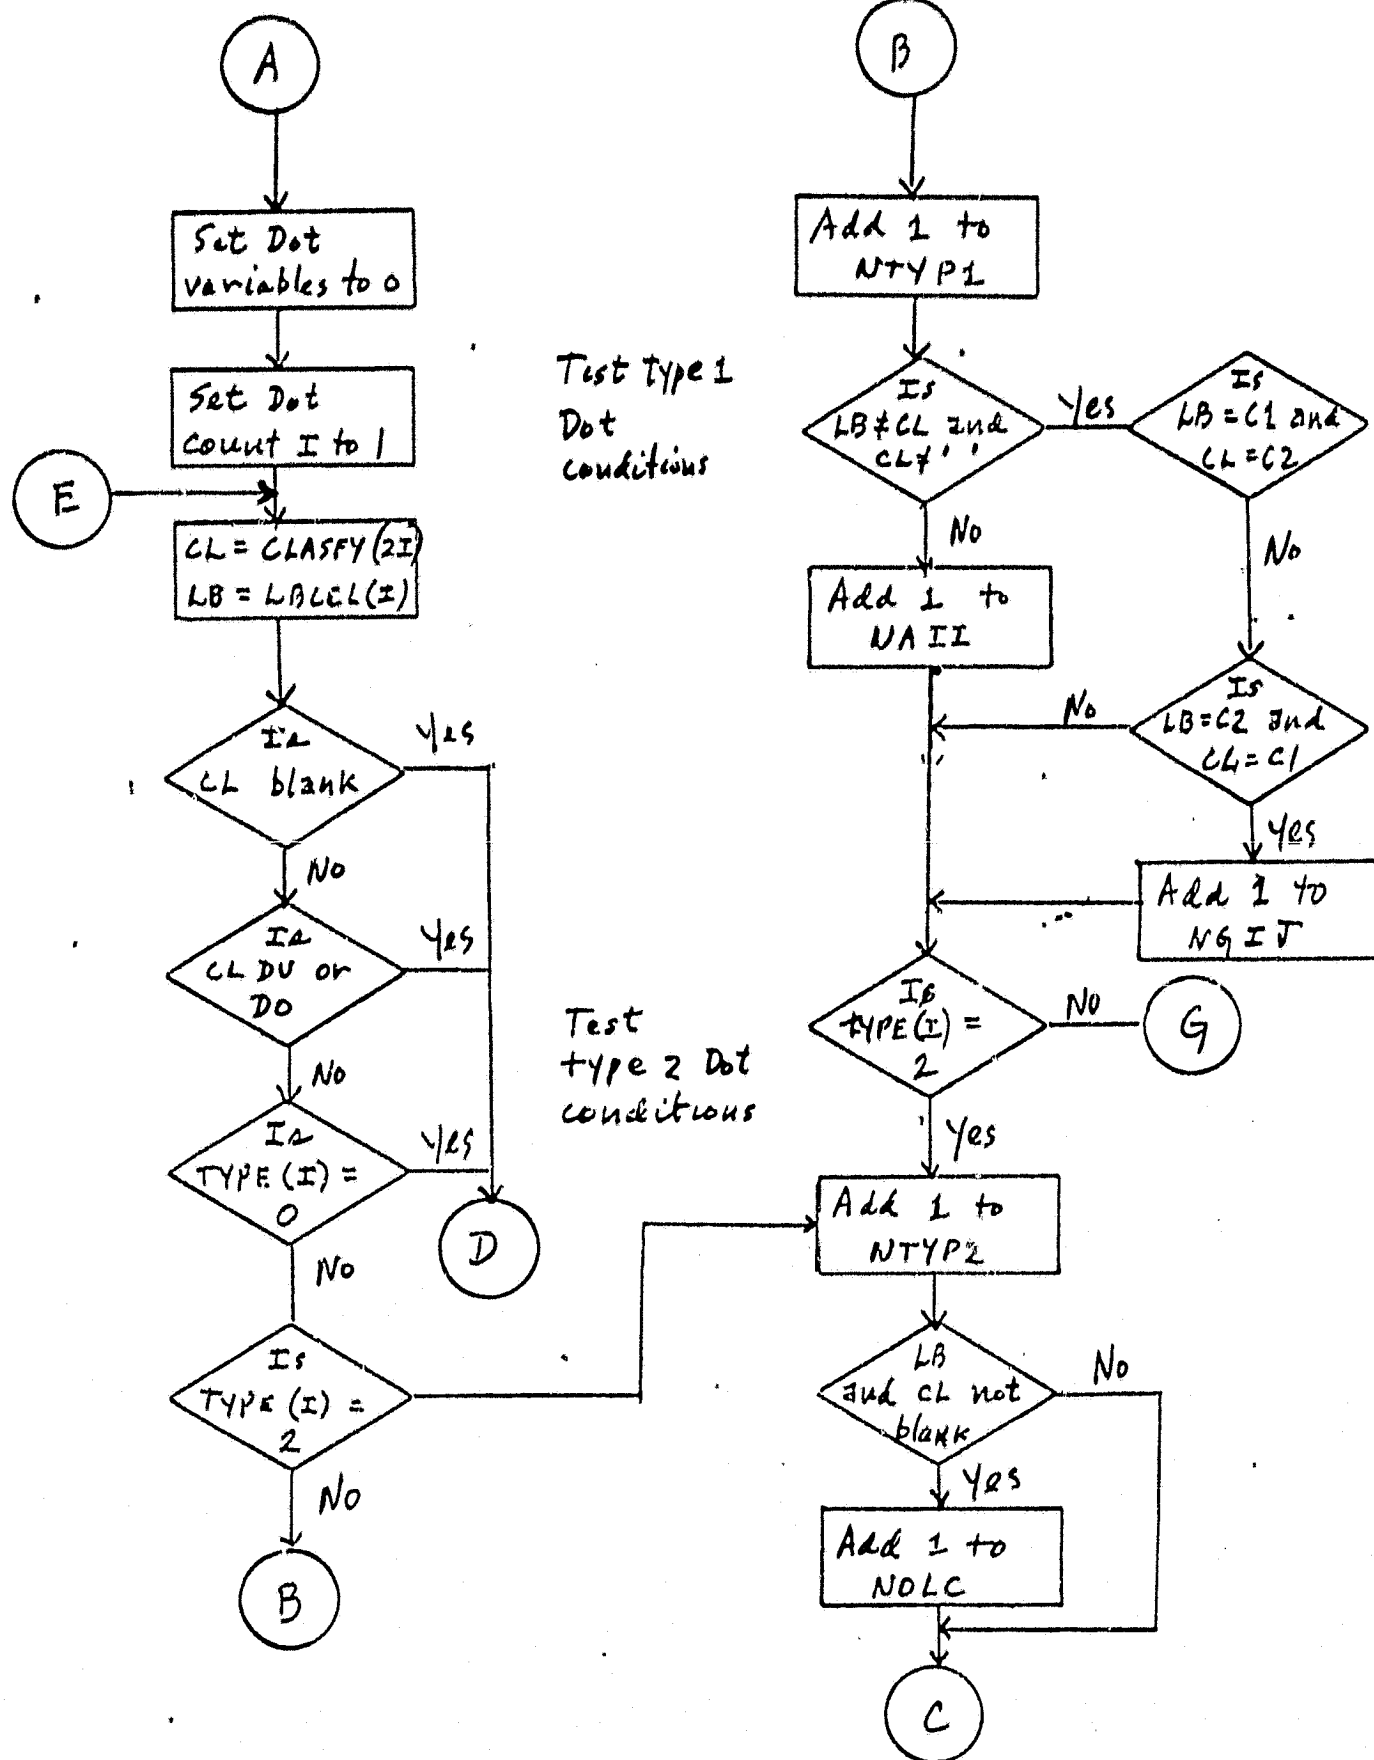 A
Set Dot
variables to 0
Set Dot
count I to 1
E
CL = CLASFY(2I)
LB = LBLCL(I)
Is
CL blank
Yes
No
Is
CL DU or
DO
Yes
No
Is
TYPE (I) =
0
Yes
D
No
Is
TYPE (I) =
2
No
B
Test type 1
Dot
conditions
Test
type 2 Dot
conditions
B
Add 1 to
NTYP1
Is
LB ≠ CL and
CL ≠ ' '
Yes
Is
LB = C1 and
CL = C2
No
No
Add 1 to
NAII
Is
LB = C2 and
CL = C1
No
Yes
Add 1 to
NGIJ
Is
TYPE(I) =
2
NO
G
Yes
Add 1 to
NTYP2
LB
and CL not
blank
No
Yes
Add 1 to
NOLC
C